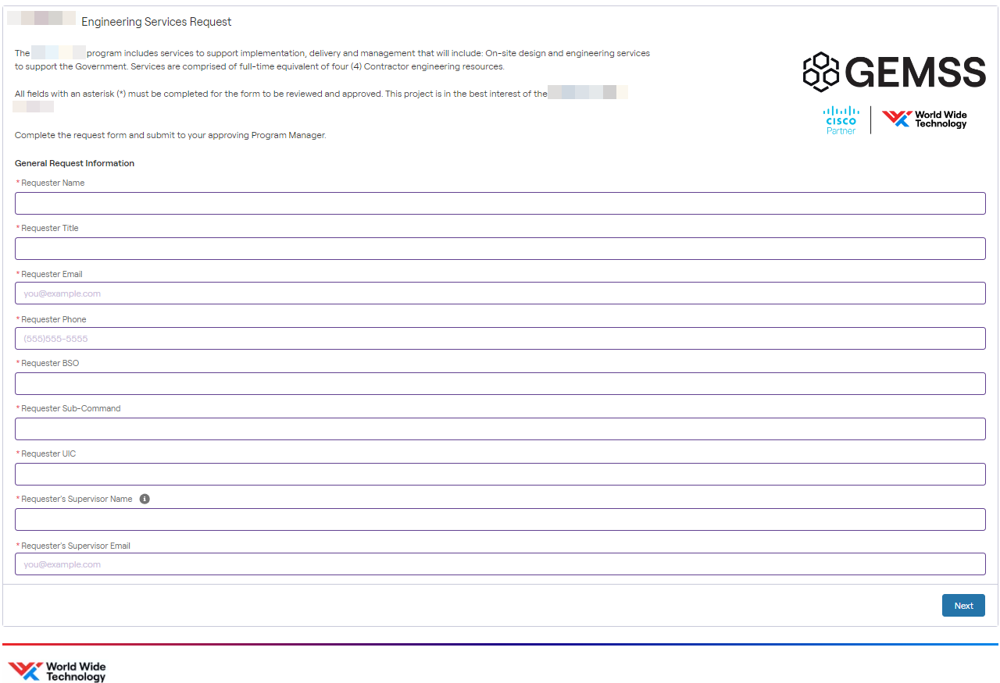 Engineering Services Request
The program includes services to support implementation, delivery and management that will include: On-site design and engineering services
to support the Government. Services are comprised of full-time equivalent of four (4) Contractor engineering resources.
All fields with an asterisk (*) must be completed for the form to be reviewed and approved. This project is in the best interest of the
Complete the request form and submit to your approving Program Manager.
GEMSS
CISCO
Partner
World Wide
Technology
General Request Information
* Requester Name
* Requester Title
* Requester Email
you@example.com
* Requester Phone
(555)555-5555
* Requester BSO
* Requester Sub-Command
* Requester UIC
* Requester's Supervisor Name
* Requester's Supervisor Email
you@example.com
Next
World Wide
Technology